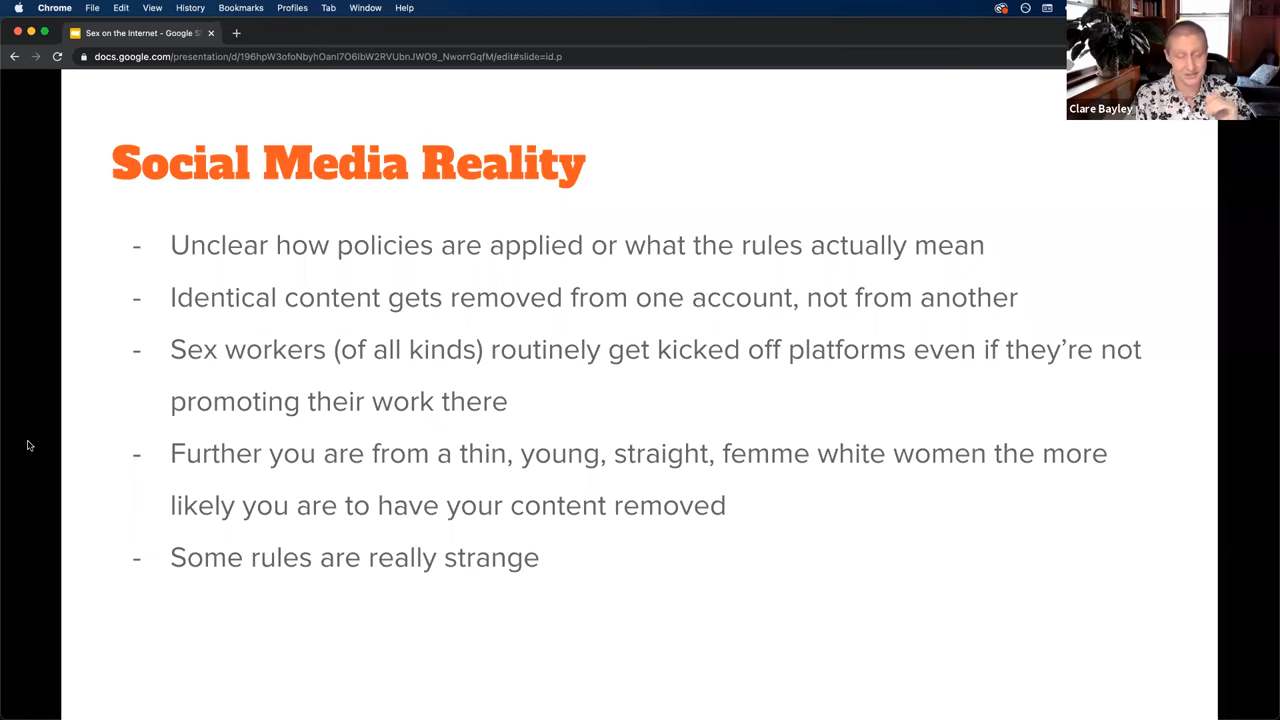 Chrome File Edit View History Bookmarks Profiles Tab Window Help
Sex on the Internet - Google S
docs.google.com/presentation/d/
Clare Bayley
Social Media Reality
- Unclear how policies are applied or what the rules actually mean
- Identical content gets removed from one account, not from another
- Sex workers (of all kinds) routinely get kicked off platforms even if they’re not
promoting their work there
- Further you are from a thin, young, straight, femme white women the more
likely you are to have your content removed
- Some rules are really strange